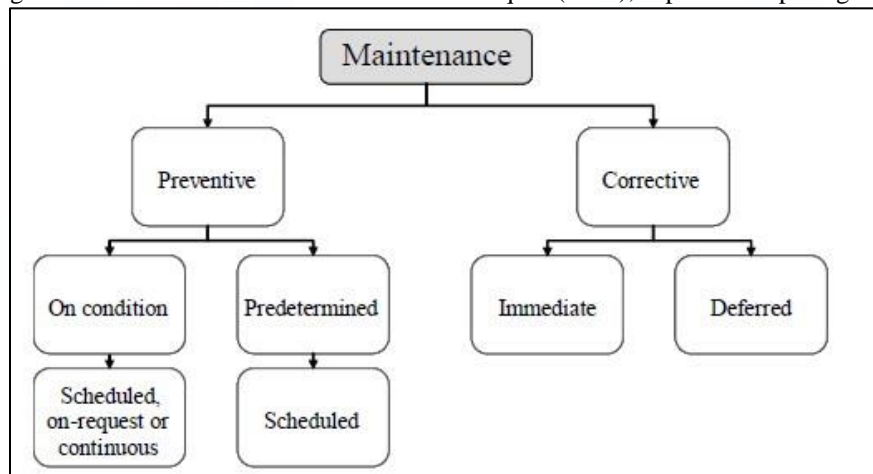 Maintenance
Preventive
Corrective
On condition
Predetermined
Immediate
Deferred
Scheduled,
on-request or
continuous
Scheduled